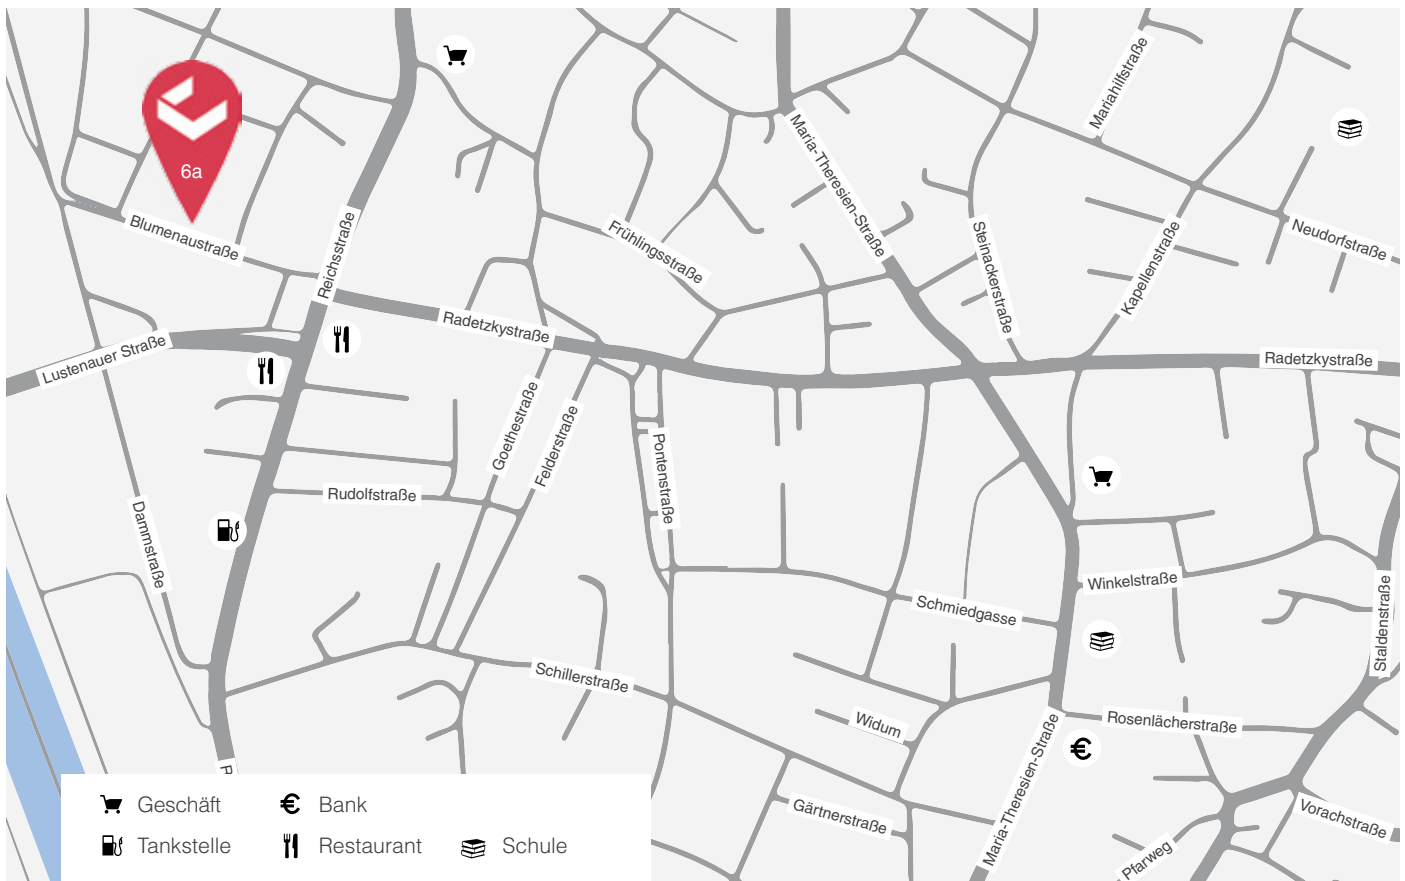 Mariahilfstraße
6a
Maria-Theresien-Straße
Blumenaustraße
Reichsstraße
Frühlingsstraße
Steinackerstraße
Kapellenstraße
Neudorfstraße
Radetzkystraße
Lustenauer Straße
Radetzkystraße
Goethestraße
Felderstraße
Pontenstraße
Rudolfstraße
Dammstraße
Winkelstraße
Schmiedgasse
Staldenstraße
Schillerstraße
Widum
Rosenlächerstraße
Maria-Theresien-Straße
R
Gärtnerstraße
Vorachstraße
Pfarweg
Geschäft
€ Bank
Tankstelle
Restaurant
Schule
€